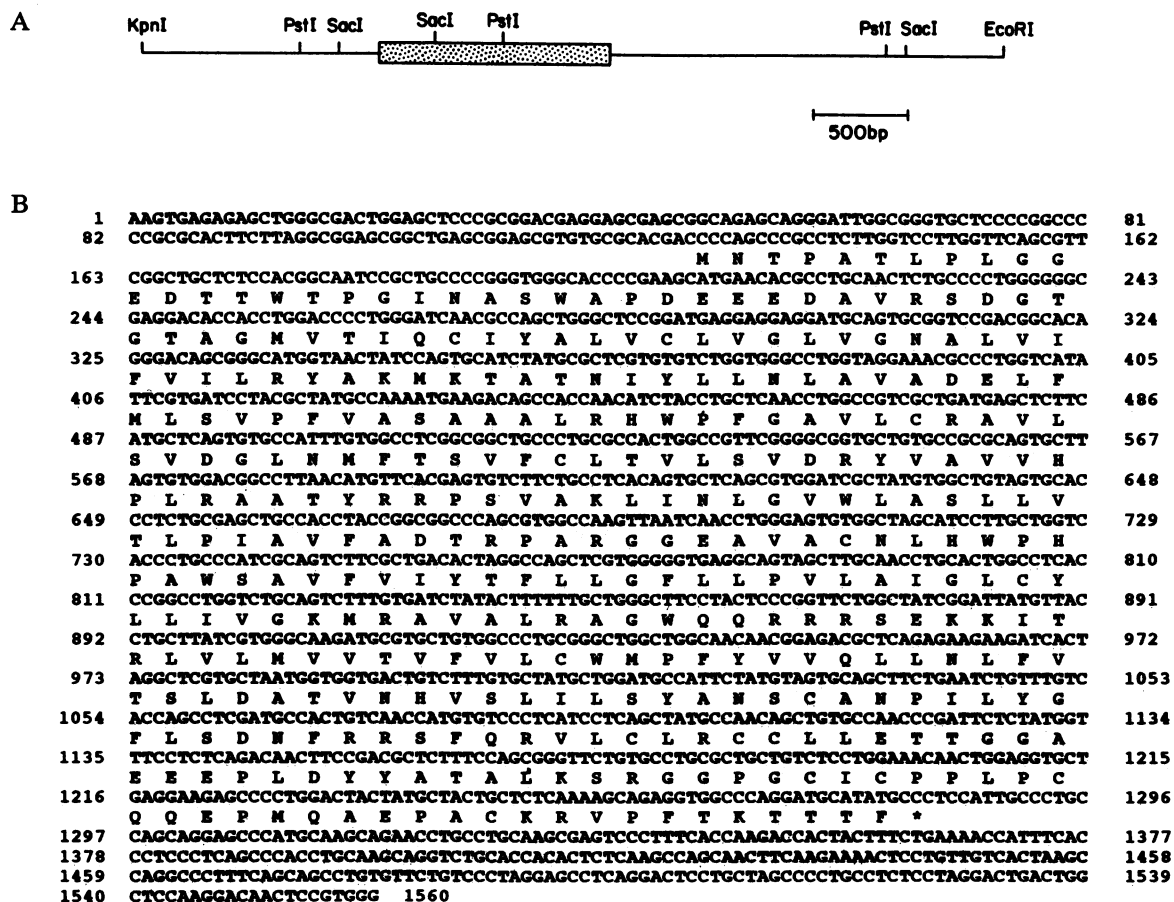 A
KpnI PstI SacI SacI PstI PstI SacI EcoRI
500bp
B
1 AAGTGAGAGAGCTGGGCGACTGGAGCTCCCGCGGACGAGGAGCGAGCGGCAGAGCAGGGATTGGCGGGTGCTCCCCGGCCC 81
82 CCGCGCACTTCTTAGGCGGAGCGGCTGAGCGGAGCGTGTGCGCACGACCCCAGCCCGCCTCTTGGTCCTTGGTTCAGCGTT 162
M N T P A T L P L G G
163 CGGCTGCTCTCCACGGCAATCCGCTGCCCCGGGTGGGCACCCCGAAGCATGAACACGCCTGCAACTCTGCCCCTGGGGGGC 243
E D T T W T P G I N A S W A P D E E E D A V R S D G T
244 GAGGACACCACCTGGACCCCTGGGATCAACGCCAGCTGGGCTCCGGATGAGGAGGAGGATGCAGTGCGGTCCGACGGCACA 324
G T A G M V T I Q C I Y A L V C L V G L V G N A L V I
325 GGGACAGCGGGCATGGTAACTATCCAGTGCATCTATGCGCTCGTGTGTCTGGTGGGCCTGGTAGGAAACGCCCTGGTCATA 405
F V I L R Y A K M K T A T N I Y L L N L A V A D E L F
406 TTCGTGATCCTACGCTATGCCAAAATGAAGACAGCCACCAACATCTACCTGCTCAACCTGGCCGTCGCTGATGAGCTCTTC 486
M L S V P F V A S A A A L R H W P F G A V L C R A V L
487 ATGCTCAGTGTGCCATTTGTGGCCTCGGCGGCTGCCCTGCGCCACTGGCCGTTCGGGGCGGTGCTGTGCCGCGCAGTGCTT 567
S V D G L N M F T S V F C L T V L S V D R Y V A V V H
568 AGTGTGGACGGCCTTAACATGTTCACGAGTGTCTTCTGCCTCACAGTGCTCAGCGTGGATCGCTATGTGGCTGTAGTGCAC 648
P L R A A T Y R R P S V A K L I N L G V W L A S L L V
649 CCTCTGCGAGCTGCCACCTACCGGCGGCCCAGCGTGGCCAAGTTAATCAACCTGGGAGTGTGGCTAGCATCCTTGCTGGTC 729
T L P I A V F A D T R P A R G G E A V A C N L H W P H
730 ACCCTGCCCATCGCAGTCTTCGCTGACACTAGGCCAGCTCGTGGGGGTGAGGCAGTAGCTTGCAACCTGCACTGGCCTCAC 810
P A W S A V F V I Y T F L L G F L L P V L A I G L C Y
811 CCGGCCTGGTCTGCAGTCTTTGTGATCTATACTTTTTTGCTGGGCTTCCTACTCCCGGTTCTGGCTATCGGATTATGTTAC 891
L L I V G K M R A V A L R A G W Q Q R R R S E K K I T
892 CTGCTTATCGTGGGCAAGATGCGTGCTGTGGCCCTGCGGGCTGGCTGGCAACAACGGAGACGCTCAGAGAAGAAGATCACT 972
R L V L M V V T V F V L C W M P F Y V V Q L L N L F V
973 AGGCTCGTGCTAATGGTGGTGACTGTCTTTGTGCTATGCTGGATGCCATTCTATGTAGTGCAGCTTCTGAATCTGTTTGTC 1053
T S L D A T V N H V S L I L S Y A N S C A N P I L Y G
1054 ACCAGCCTCGATGCCACTGTCAACCATGTGTCCCTCATCCTCAGCTATGCCAACAGCTGTGCCAACCCGATTCTCTATGGT 1134
F L S D N F R R S F Q R V L C L R C C L L E T T G G A
1135 TTCCTCTCAGACAACTTCCGACGCTCTTTCCAGCGGGTTCTGTGCCTGCGCTGCTGTCTCCTGGAAACAACTGGAGGTGCT 1215
E E E P L D Y Y A T A L K S R G G P G C I C P P L P C
1216 GAGGAAGAGCCCCTGGACTACTATGCTACTGCTCTCAAAAGCAGAGGTGGCCCAGGATGCATATGCCCTCCATTGCCCTGC 1296
Q Q E P M Q A E P A C K R V P F T K T T T F *
1297 CAGCAGGAGCCCATGCAAGCAGAACCTGCCTGCAAGCGAGTCCCTTTCACCAAGACCACTACTTTCTGAAAACCATTTCAC 1377
1378 CCTCCCTCAGCCCACCTGCAAGCAGGTCTGCACCACACTCTCAAGCCAGCAACTTCAAGAAAACTCCTGTTGTCACTAAGC 1458
1459 CAGGCCCTTTCAGCAGCCTGTGTTCTGTCCCTAGGAGCCTCAGGACTCCTGCTAGCCCCTGCCTCTCCTAGGACTGACTGG 1539
1540 CTCCAAGGACAACTCCGTGGG 1560